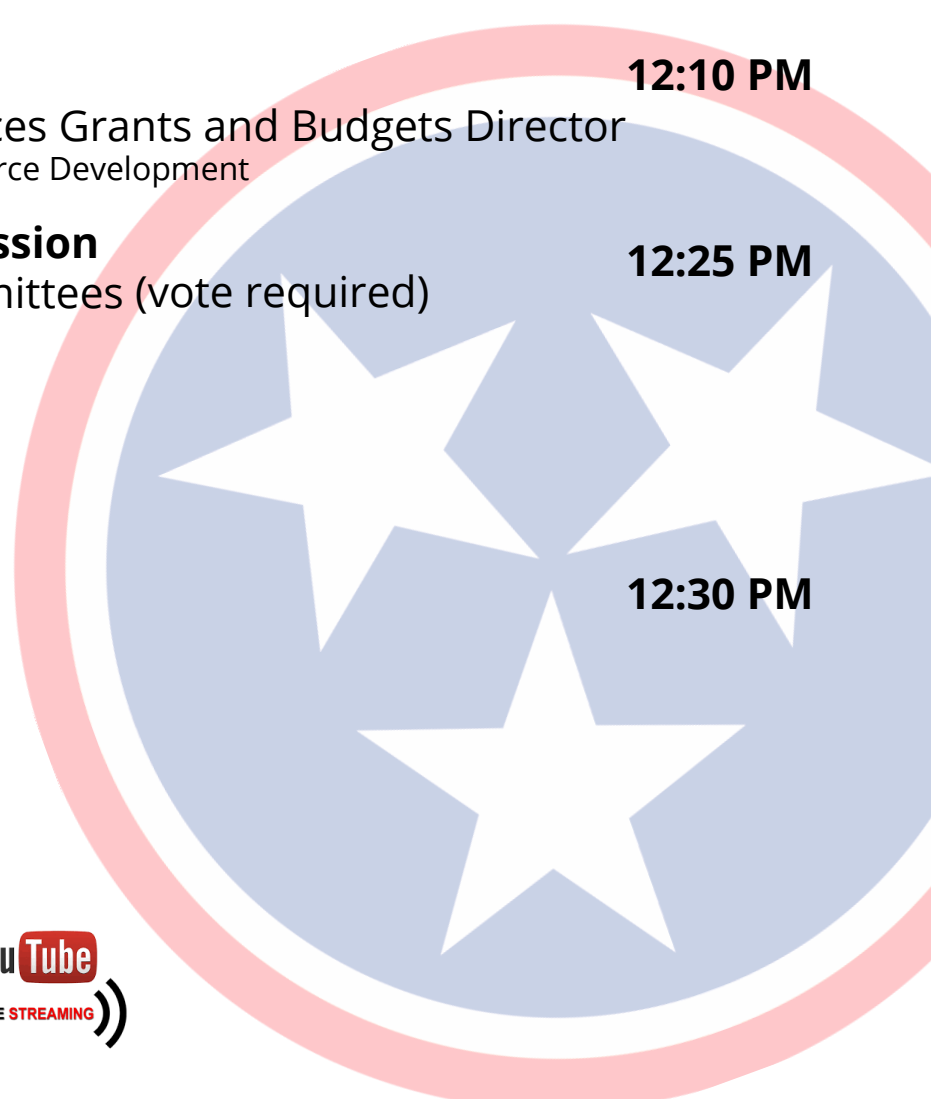 12:10 PM
zes Grants and Budgets Director
rce Development
ssion
12:25 PM
nittees (vote required)
12:30 PM
u Tube
E STREAMING